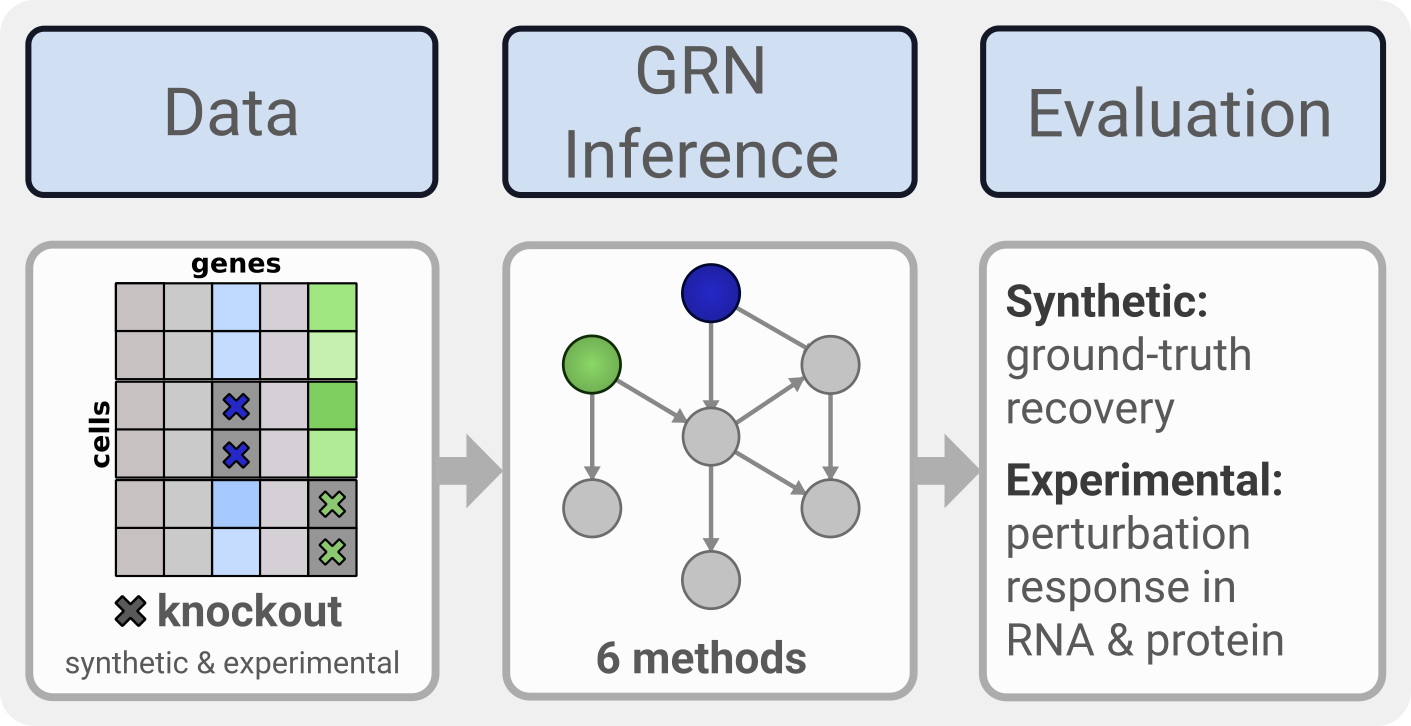 Data
GRN
Inference
Evaluation
genes
cells
knockout
synthetic & experimental
6 methods
Synthetic:
ground-truth
recovery
Experimental:
perturbation
response in
RNA & protein